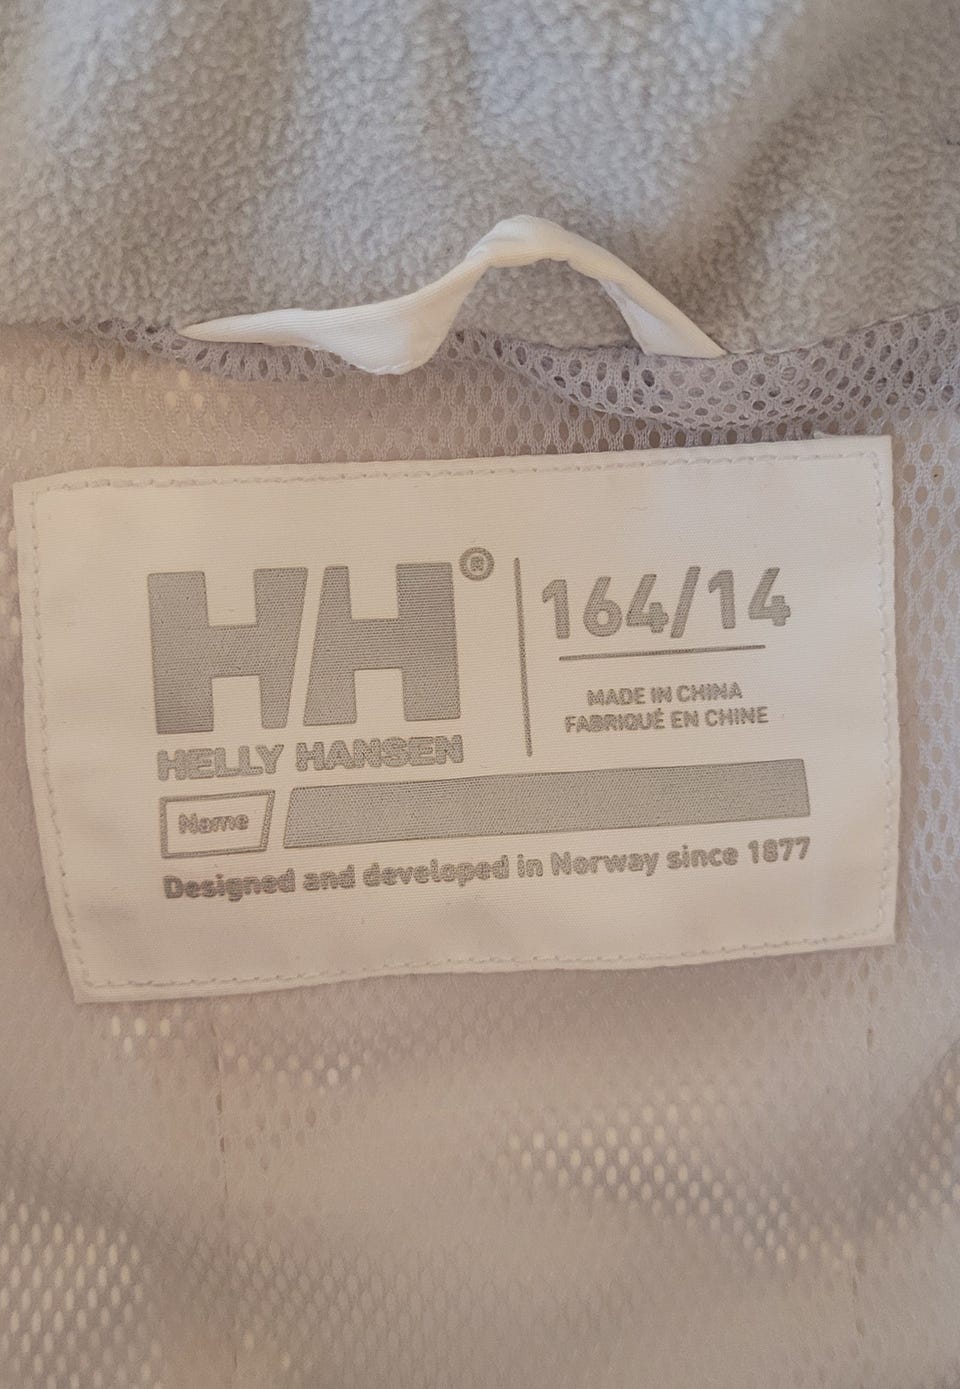 HH®
HELLY HANSEN
164/14
MADE IN CHINA
FABRIQUÉ EN CHINE
Name
Designed and developed in Norway since 1877